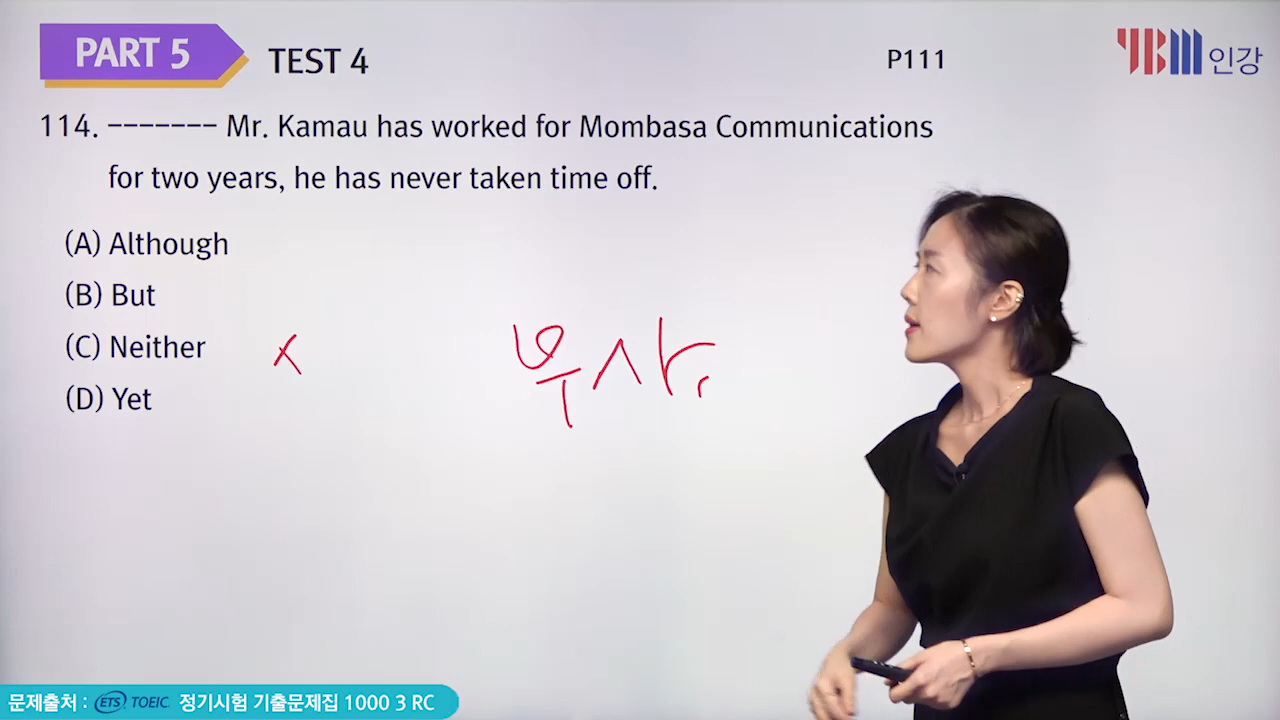 PART 5
TEST 4
P111
YBM 인강
114. ------- Mr. Kamau has worked for Mombasa Communications
for two years, he has never taken time off.
(A) Although
(B) But
(C) Neither
(D) Yet
X
부사,
문제출처 : ETS TOEIC 정기시험 기출문제집 1000 3 RC